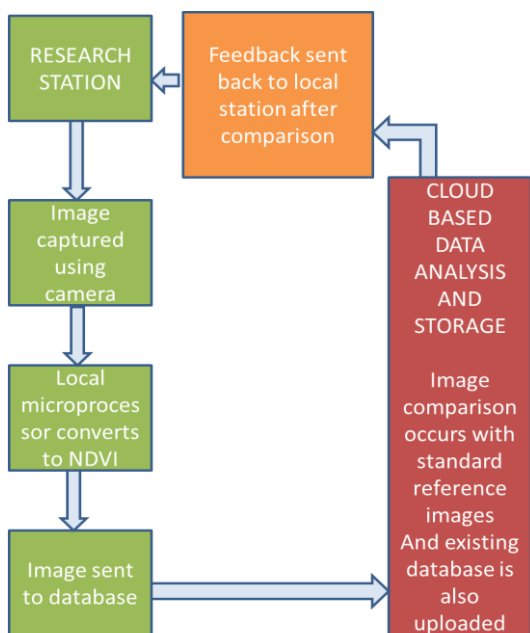 RESEARCH
STATION
Feedback sent
back to local
station after
comparison
Image
captured
using
camera
Local
microproces
sor converts
to NDVI
Image sent
to database
CLOUD
BASED
DATA
ANALYSIS
AND
STORAGE
Image
comparison
occurs with
standard
reference
images
And existing
database is
also
uploaded